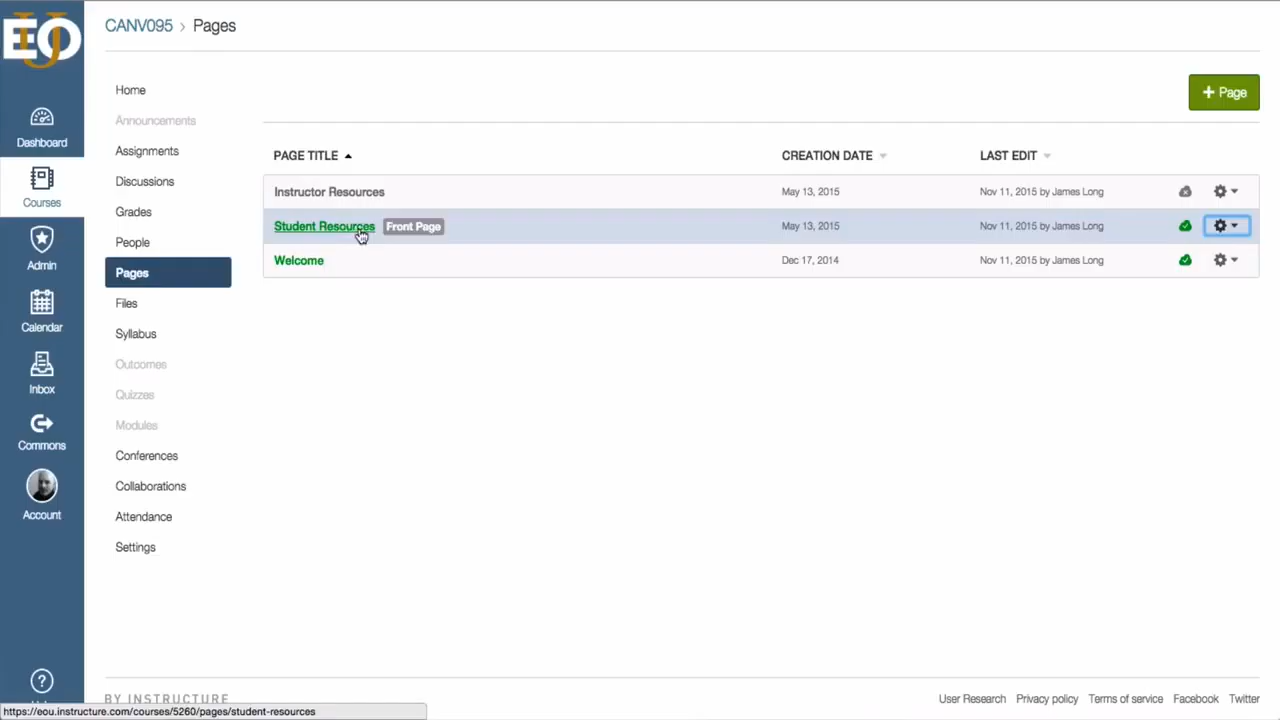 EOU
CANV095 › Pages
Dashboard
Courses
Admin
Calendar
Inbox
Commons
Account
Home
Announcements
Assignments
Discussions
Grades
People
Pages
Files
Syllabus
Outcomes
Quizzes
Modules
Conferences
Collaborations
Attendance
Settings
+ Page
PAGE TITLE CREATION DATE LAST EDIT
Instructor Resources May 13, 2015 Nov 11, 2015 by James Long
Student Resources Front Page May 13, 2015 Nov 11, 2015 by James Long
Welcome Dec 17, 2014 Nov 11, 2015 by James Long
BY INSTRUCTURE
User Research Privacy policy Terms of service Facebook Twitter
https://eou.instructure.com/courses/5260/pages/student-resources